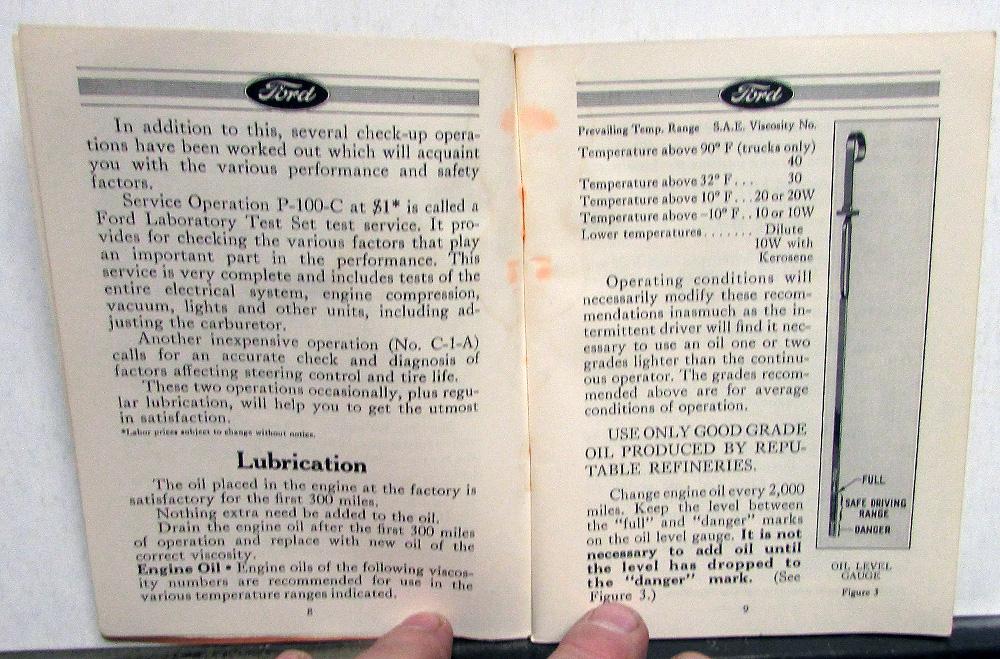 Ford
In addition to this, several check-up opera-
tions have been worked out which will acquaint
you with the various performance and safety
factors.
Service Operation P-100-C at $1* is called a
Ford Laboratory Test Set test service. It pro-
vides for checking the various factors that play
an important part in the performance. This
service is very complete and includes tests of the
entire electrical system, engine compression,
vacuum, lights and other units, including ad-
justing the carburetor.
Another inexpensive operation (No. C-1-A)
calls for an accurate check and diagnosis of
factors affecting steering control and tire life.
These two operations occasionally, plus regu-
lar lubrication, will help you to get the utmost
in satisfaction.
*Labor prices subject to change without notice.
Lubrication
The oil placed in the engine at the factory is
satisfactory for the first 300 miles.
Nothing extra need be added to the oil.
Drain the engine oil after the first 300 miles
of operation and replace with new oil of the
correct viscosity.
Engine Oil • Engine oils of the following viscos-
ity numbers are recommended for use in the
various temperature ranges indicated.
8
Ford
Prevailing Temp. Range S.A.E. Viscosity No.
Temperature above 90° F (trucks only)
40
Temperature above 32° F... 30
Temperature above 10° F...20 or 20W
Temperature above -10° F..10 or 10W
Lower temperatures....... Dilute
10W with
Kerosene
Operating conditions will
necessarily modify these recom-
mendations inasmuch as the in-
termittent driver will find it nec-
essary to use an oil one or two
grades lighter than the continu-
ous operator. The grades recom-
mended above are for average
conditions of operation.
USE ONLY GOOD GRADE
OIL PRODUCED BY REPU-
TABLE REFINERIES.
Change engine oil every 2,000
miles. Keep the level between
the "full" and "danger" marks
on the oil level gauge. It is not
necessary to add oil until
the level has dropped to
the "danger" mark. (See
Figure 3.)
FULL
SAFE DRIVING
RANGE
DANGER
OIL LEVEL
GAUGE
Figure 3
9